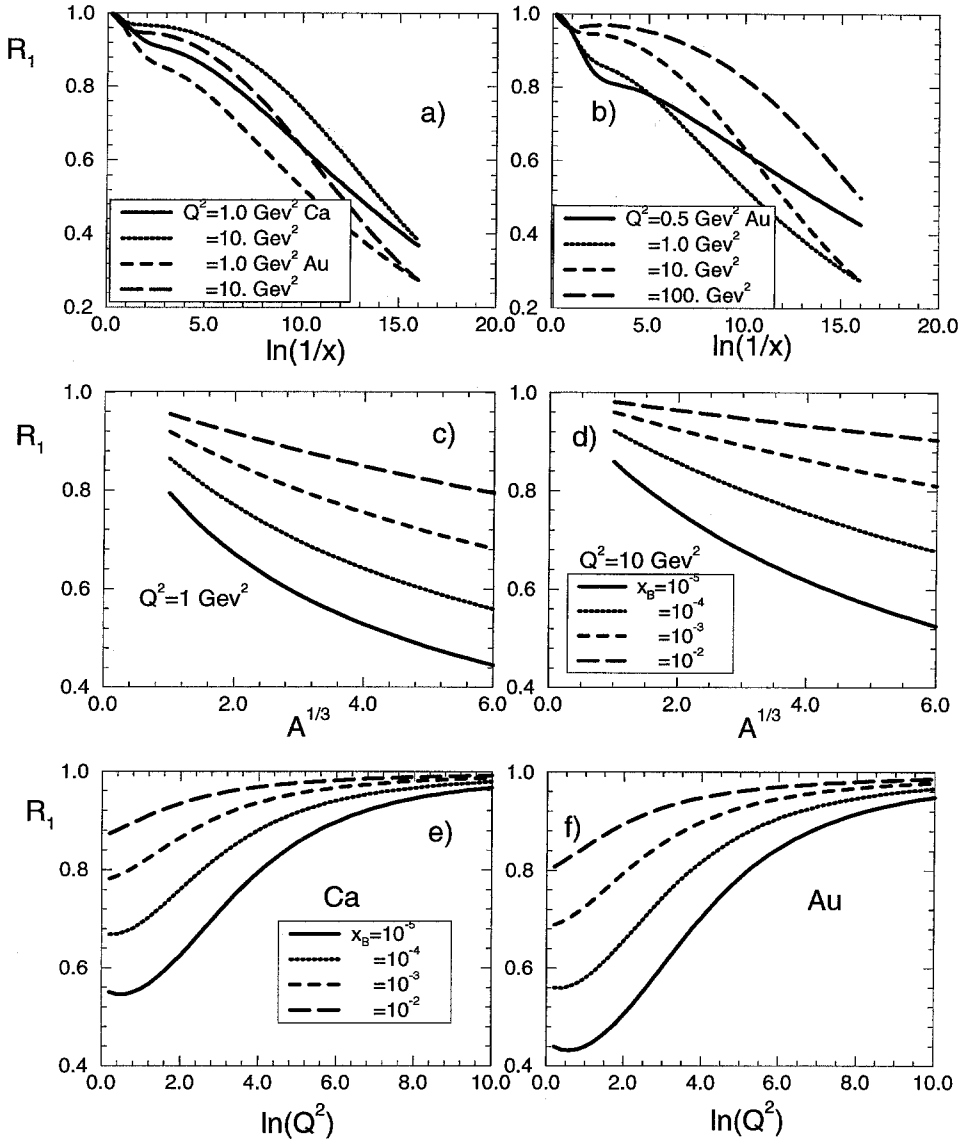 R₁
1.0
0.8
0.6
0.4
0.2
a)
Q²=1.0 Gev² Ca
=10. Gev²
=1.0 Gev² Au
=10. Gev²
0.0 5.0 10.0 15.0 20.0
ln(1/x)
1.0
0.8
0.6
0.4
0.2
b)
Q²=0.5 Gev² Au
=1.0 Gev²
=10. Gev²
=100. Gev²
0.0 5.0 10.0 15.0 20.0
ln(1/x)
R₁
1.0
0.8
0.6
0.4
c)
Q²=1 Gev²
0.0 2.0 4.0 6.0
A^1/3
1.0
0.8
0.6
0.4
d)
Q²=10 Gev²
x_B=10^-5
=10^-4
=10^-3
=10^-2
0.0 2.0 4.0 6.0
A^1/3
R₁
1.0
0.8
0.6
0.4
e)
Ca
x_B=10^-5
=10^-4
=10^-3
=10^-2
0.0 2.0 4.0 6.0 8.0 10.0
ln(Q²)
1.0
0.8
0.6
0.4
f)
Au
0.0 2.0 4.0 6.0 8.0 10.0
ln(Q²)